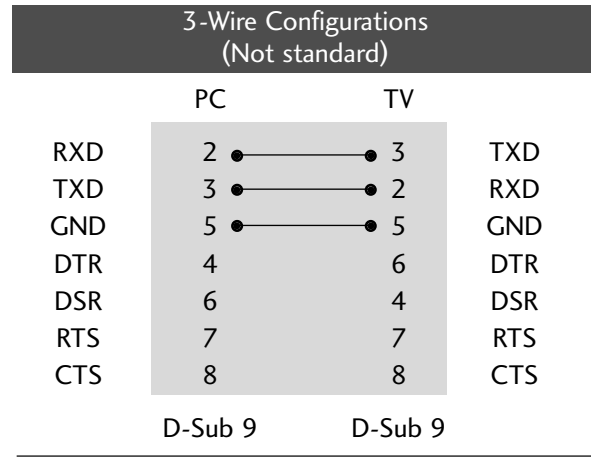 3-Wire Configurations
(Not standard)
PC TV
RXD 2 3 TXD
TXD 3 2 RXD
GND 5 5 GND
DTR 4 6 DTR
DSR 6 4 DSR
RTS 7 7 RTS
CTS 8 8 CTS
D-Sub 9 D-Sub 9